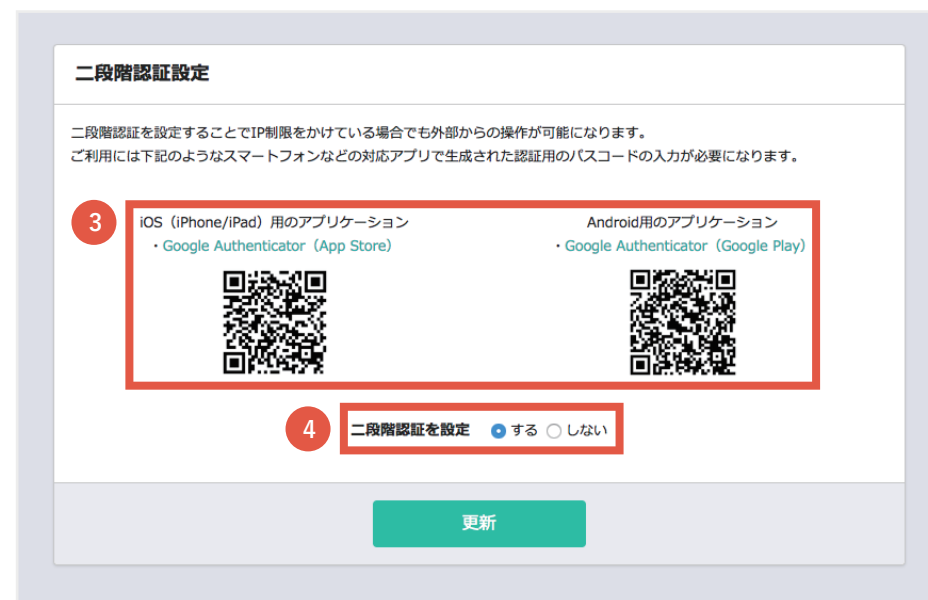 二段階認証設定
二段階認証を設定することでIP制限をかけている場合でも外部からの操作が可能になります。
ご利用には下記のようなスマートフォンなどの対応アプリで生成された認証用のパスコードの入力が必要になります。
3
iOS（iPhone/iPad）用のアプリケーション
・Google Authenticator（App Store）
Android用のアプリケーション
・Google Authenticator（Google Play）
4
二段階認証を設定 する しない
更新